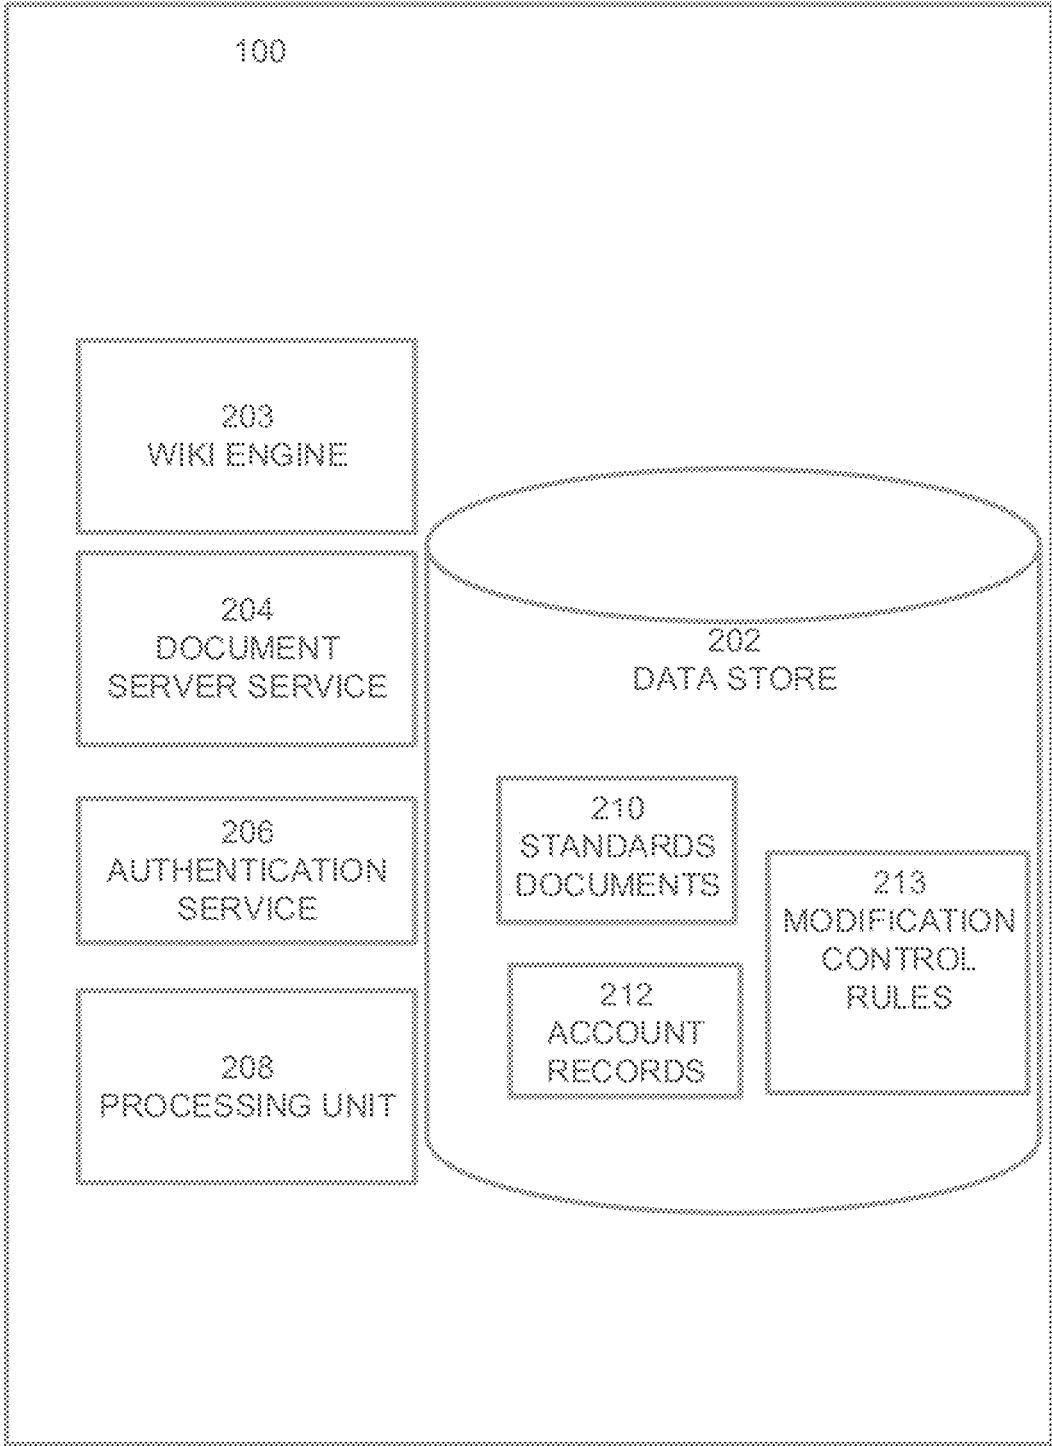 100
203
WIKI ENGINE
204
DOCUMENT
SERVER SERVICE
206
AUTHENTICATION
SERVICE
208
PROCESSING UNIT
202
DATA STORE
210
STANDARDS
DOCUMENTS
212
ACCOUNT
RECORDS
213
MODIFICATION
CONTROL
RULES